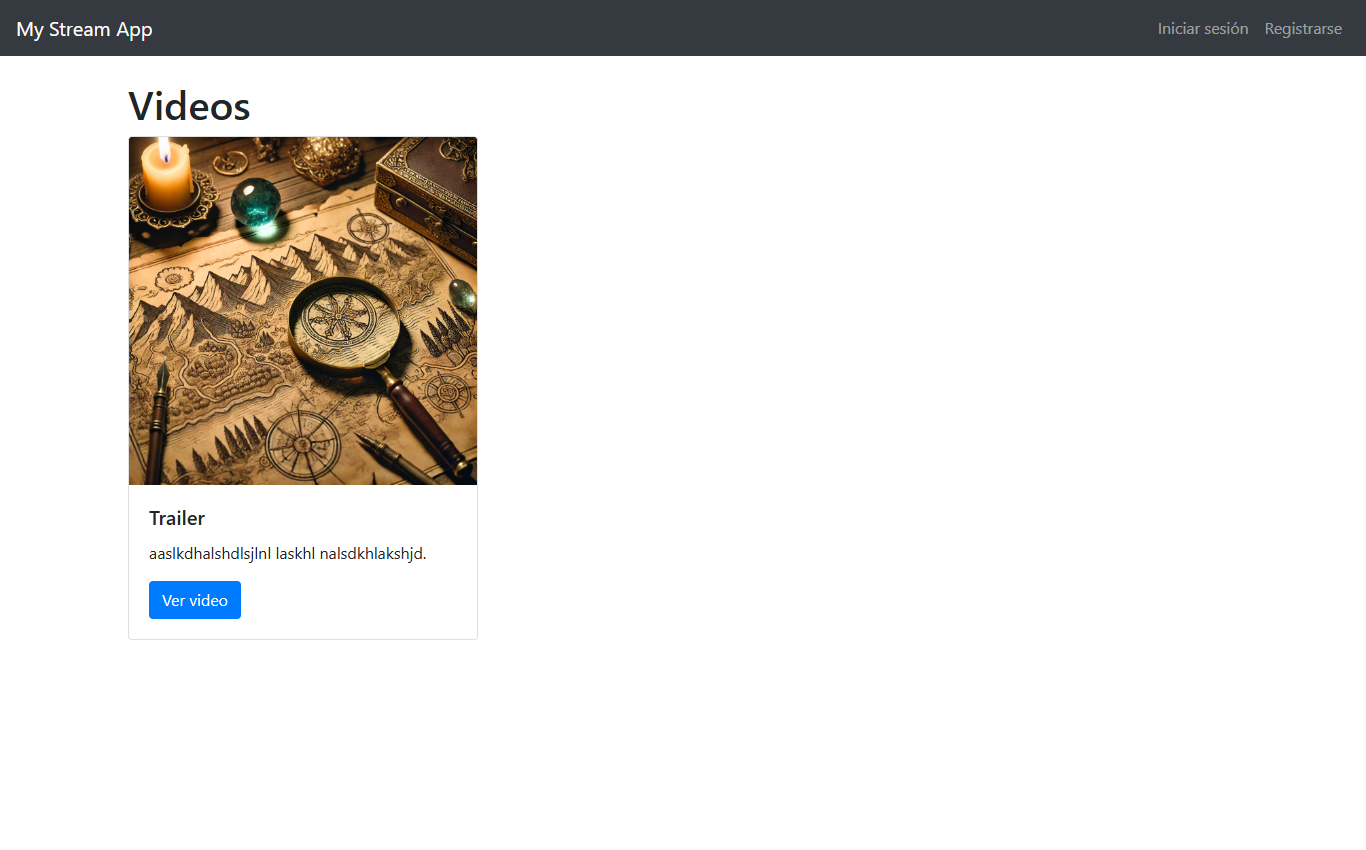 My Stream App
Iniciar sesión
Registrarse
Videos
Trailer
aaslkdhalshdlsjlnl laskhl nalsdkhlakshjd.
Ver video